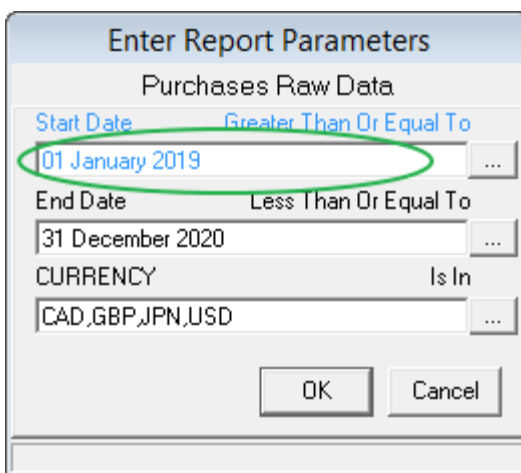 Enter Report Parameters
Purchases Raw Data
Start Date Greater Than Or Equal To
01 January 2019 ...
End Date Less Than Or Equal To
31 December 2020 ...
CURRENCY Is In
CAD,GBP,JPN,USD ...
OK Cancel